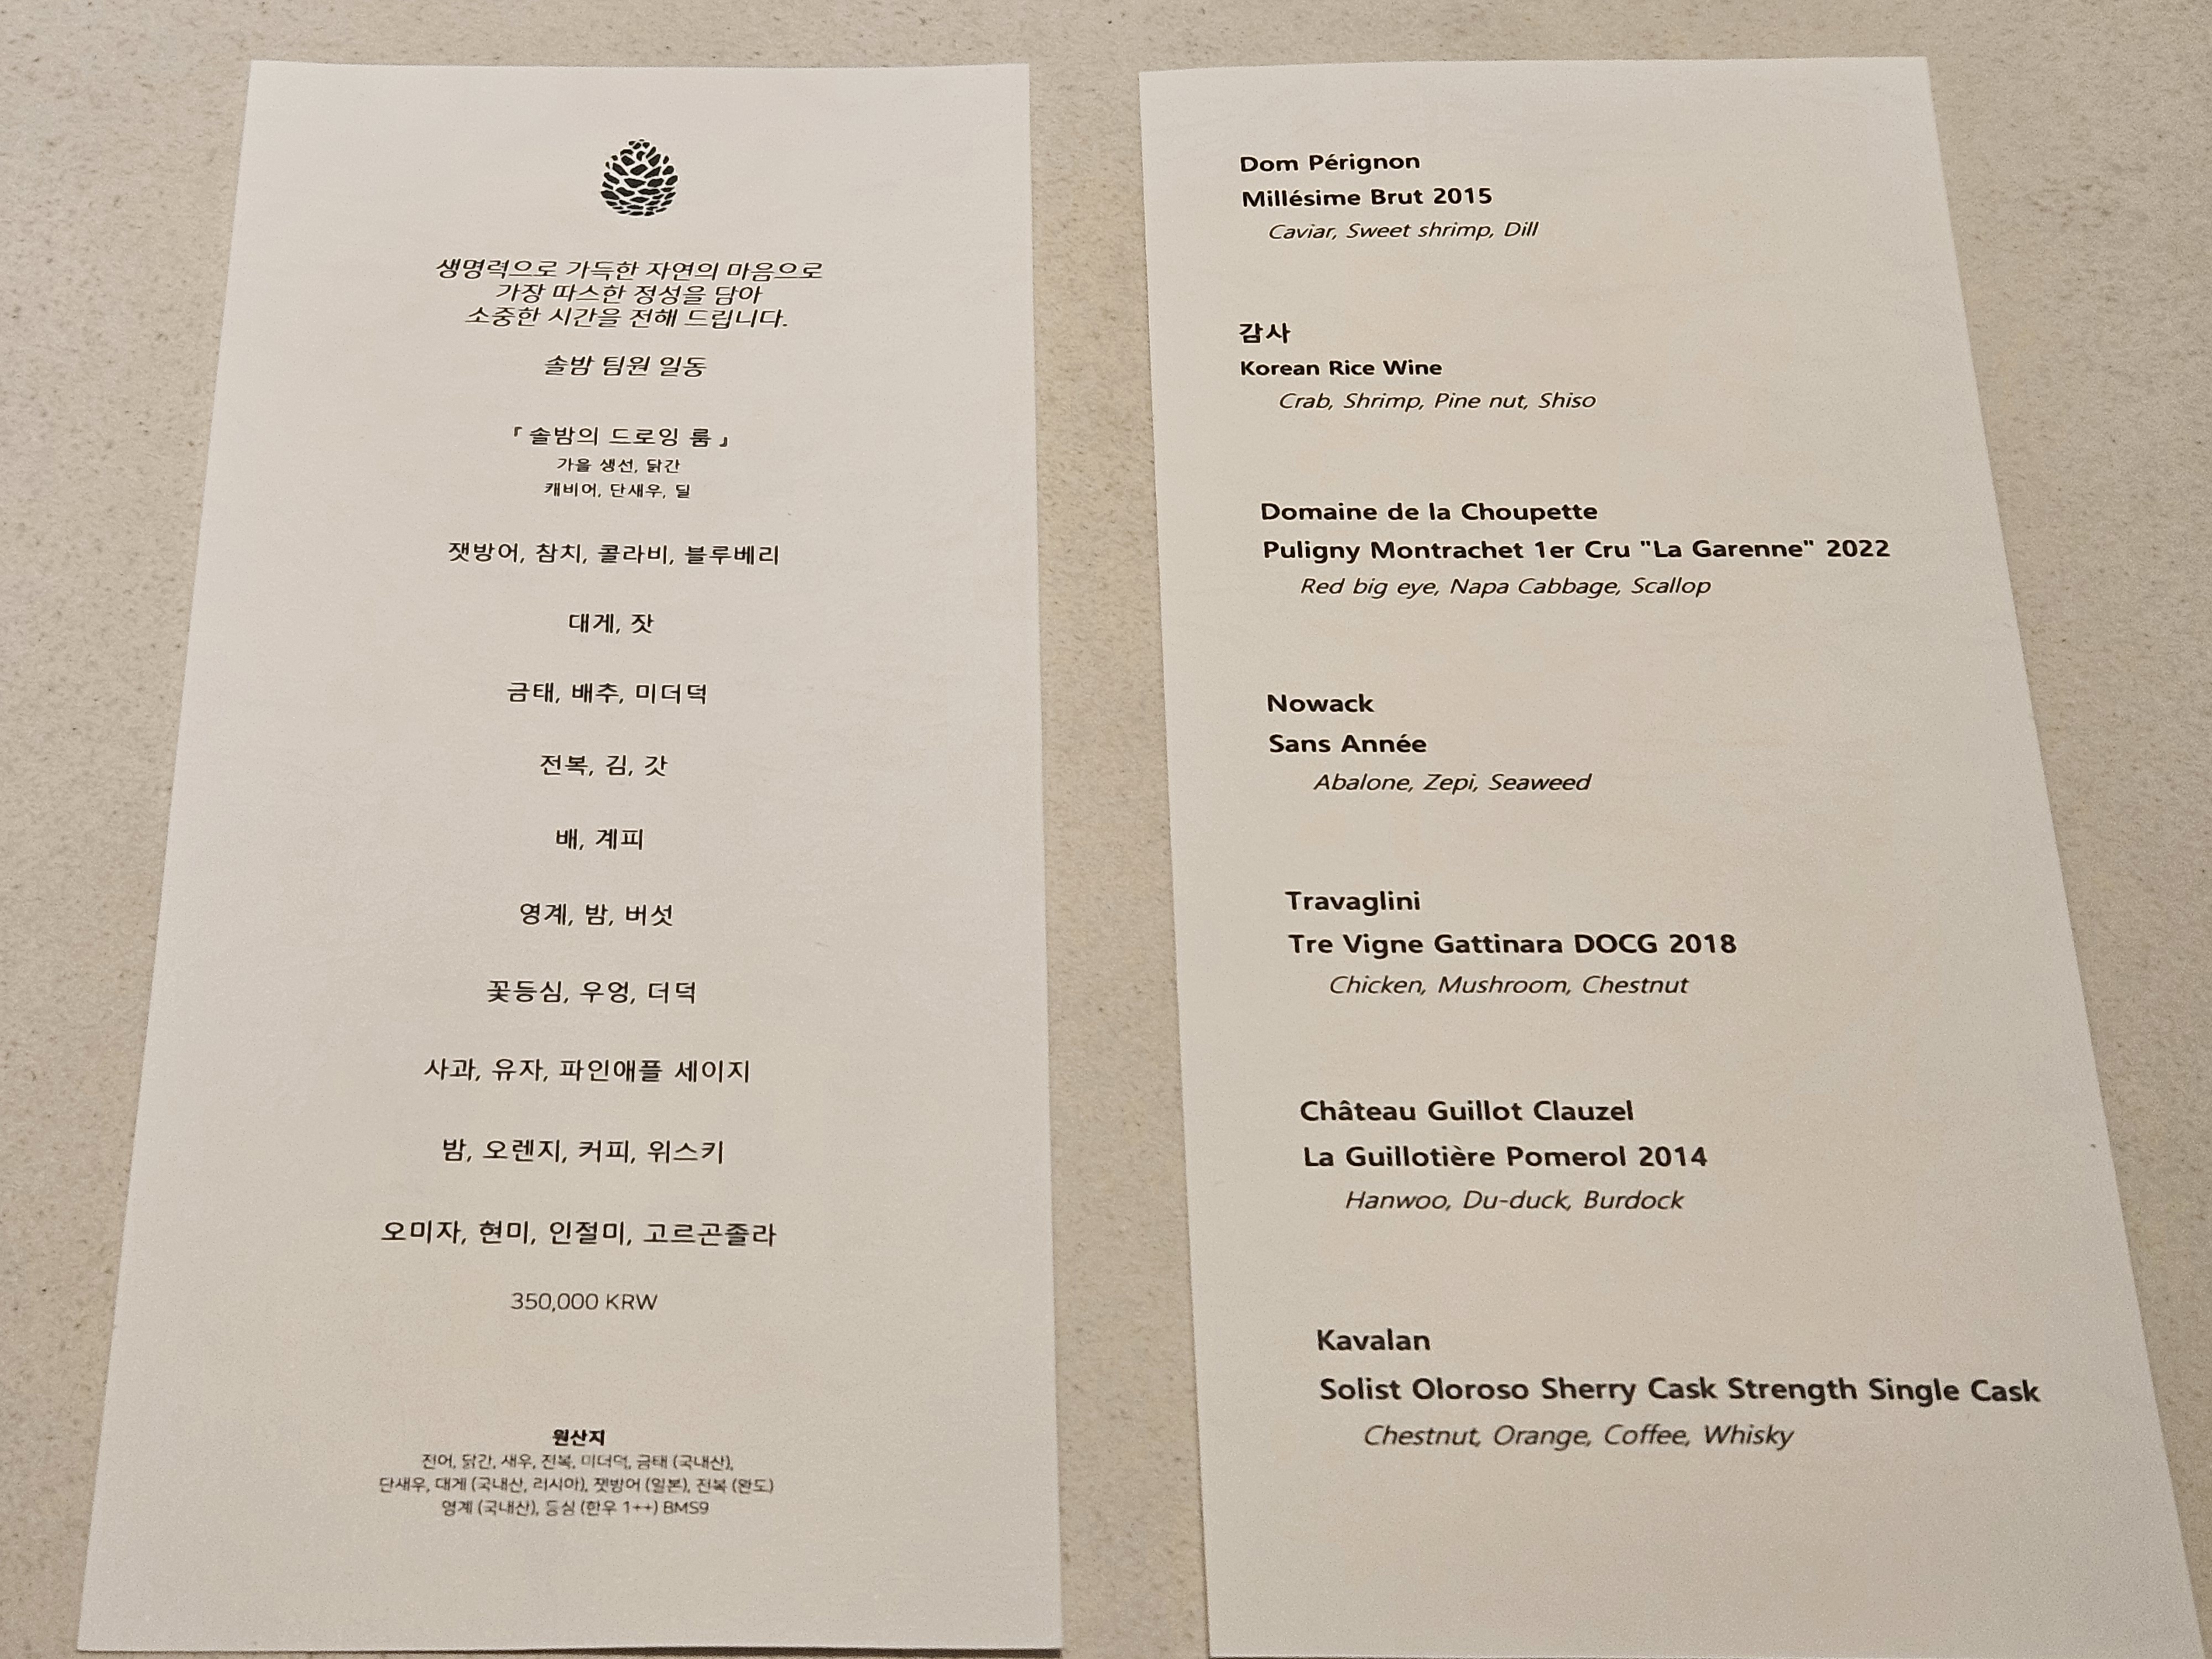 생명력으로 가득한 자연의 마음으로
가장 따스한 정성을 담아
소중한 시간을 전해 드립니다.
솔밤 팀원 일동
『 솔밤의 드로잉 룸 』
가을 생선, 닭간
캐비어, 단새우, 딜
잿방어, 참치, 콜라비, 블루베리
대게, 잣
금태, 배추, 미더덕
전복, 김, 갓
배, 계피
영계, 밤, 버섯
꽃등심, 우엉, 더덕
사과, 유자, 파인애플 세이지
밤, 오렌지, 커피, 위스키
오미자, 현미, 인절미, 고르곤졸라
350,000 KRW
원산지
전어, 닭간, 새우, 전복, 미더덕, 금태 (국내산),
단새우, 대게 (국내산, 러시아), 잿방어 (일본), 전복 (완도)
영계 (국내산), 등심 (한우 1++) BMS9
Dom Pérignon
Millésime Brut 2015
Caviar, Sweet shrimp, Dill
감사
Korean Rice Wine
Crab, Shrimp, Pine nut, Shiso
Domaine de la Choupette
Puligny Montrachet 1er Cru "La Garenne" 2022
Red big eye, Napa Cabbage, Scallop
Nowack
Sans Année
Abalone, Zepi, Seaweed
Travaglini
Tre Vigne Gattinara DOCG 2018
Chicken, Mushroom, Chestnut
Château Guillot Clauzel
La Guillotière Pomerol 2014
Hanwoo, Du-duck, Burdock
Kavalan
Solist Oloroso Sherry Cask Strength Single Cask
Chestnut, Orange, Coffee, Whisky